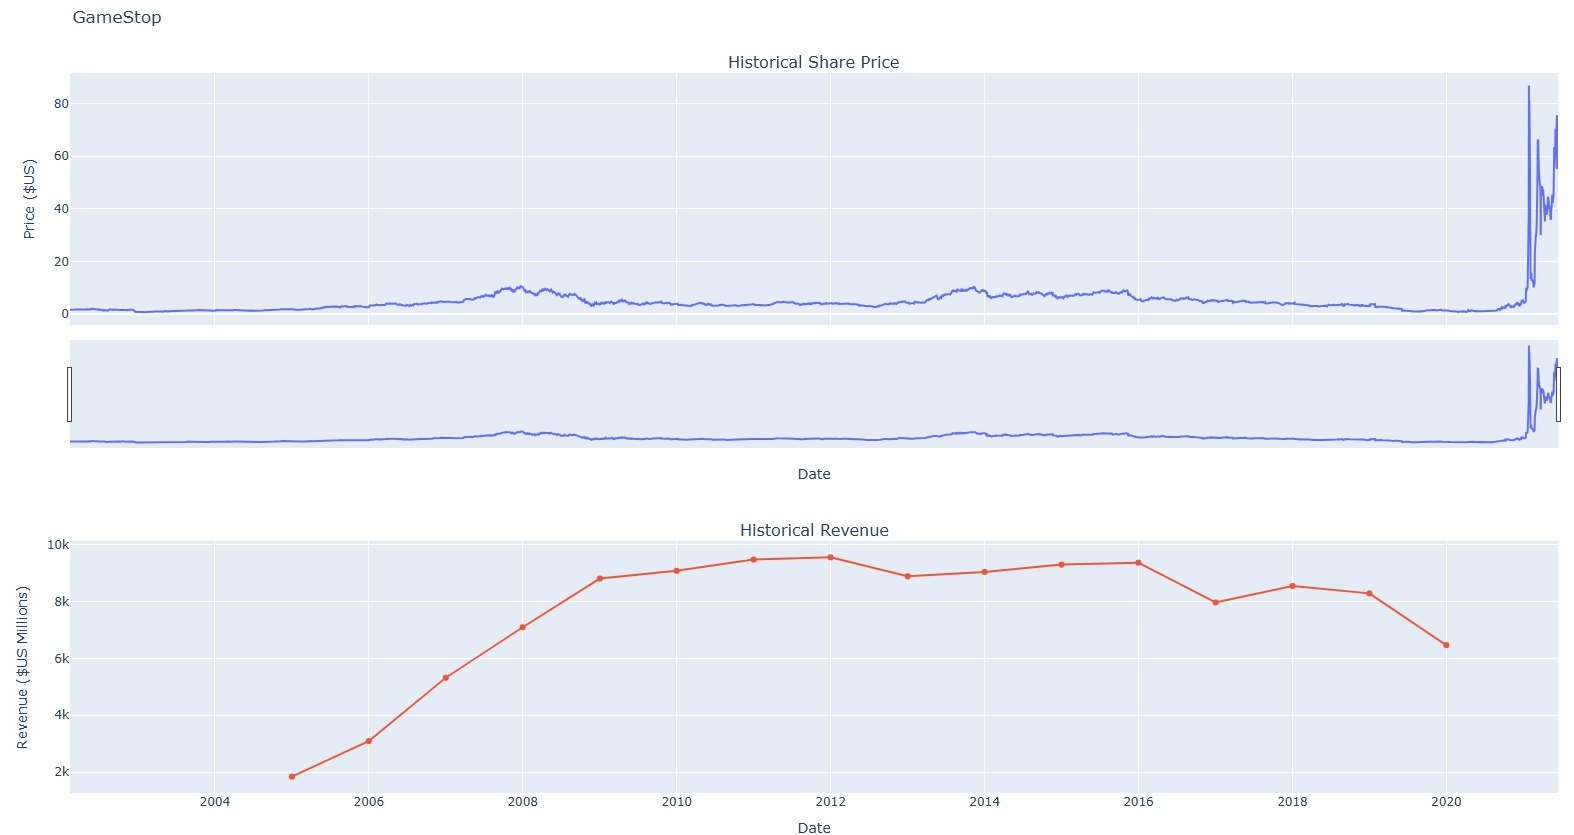 GameStop
Historical Share Price
80
60
40
20
0
Price ($US)
Date
Historical Revenue
10k
8k
6k
4k
2k
Revenue ($US Millions)
2004 2006 2008 2010 2012 2014 2016 2018 2020
Date